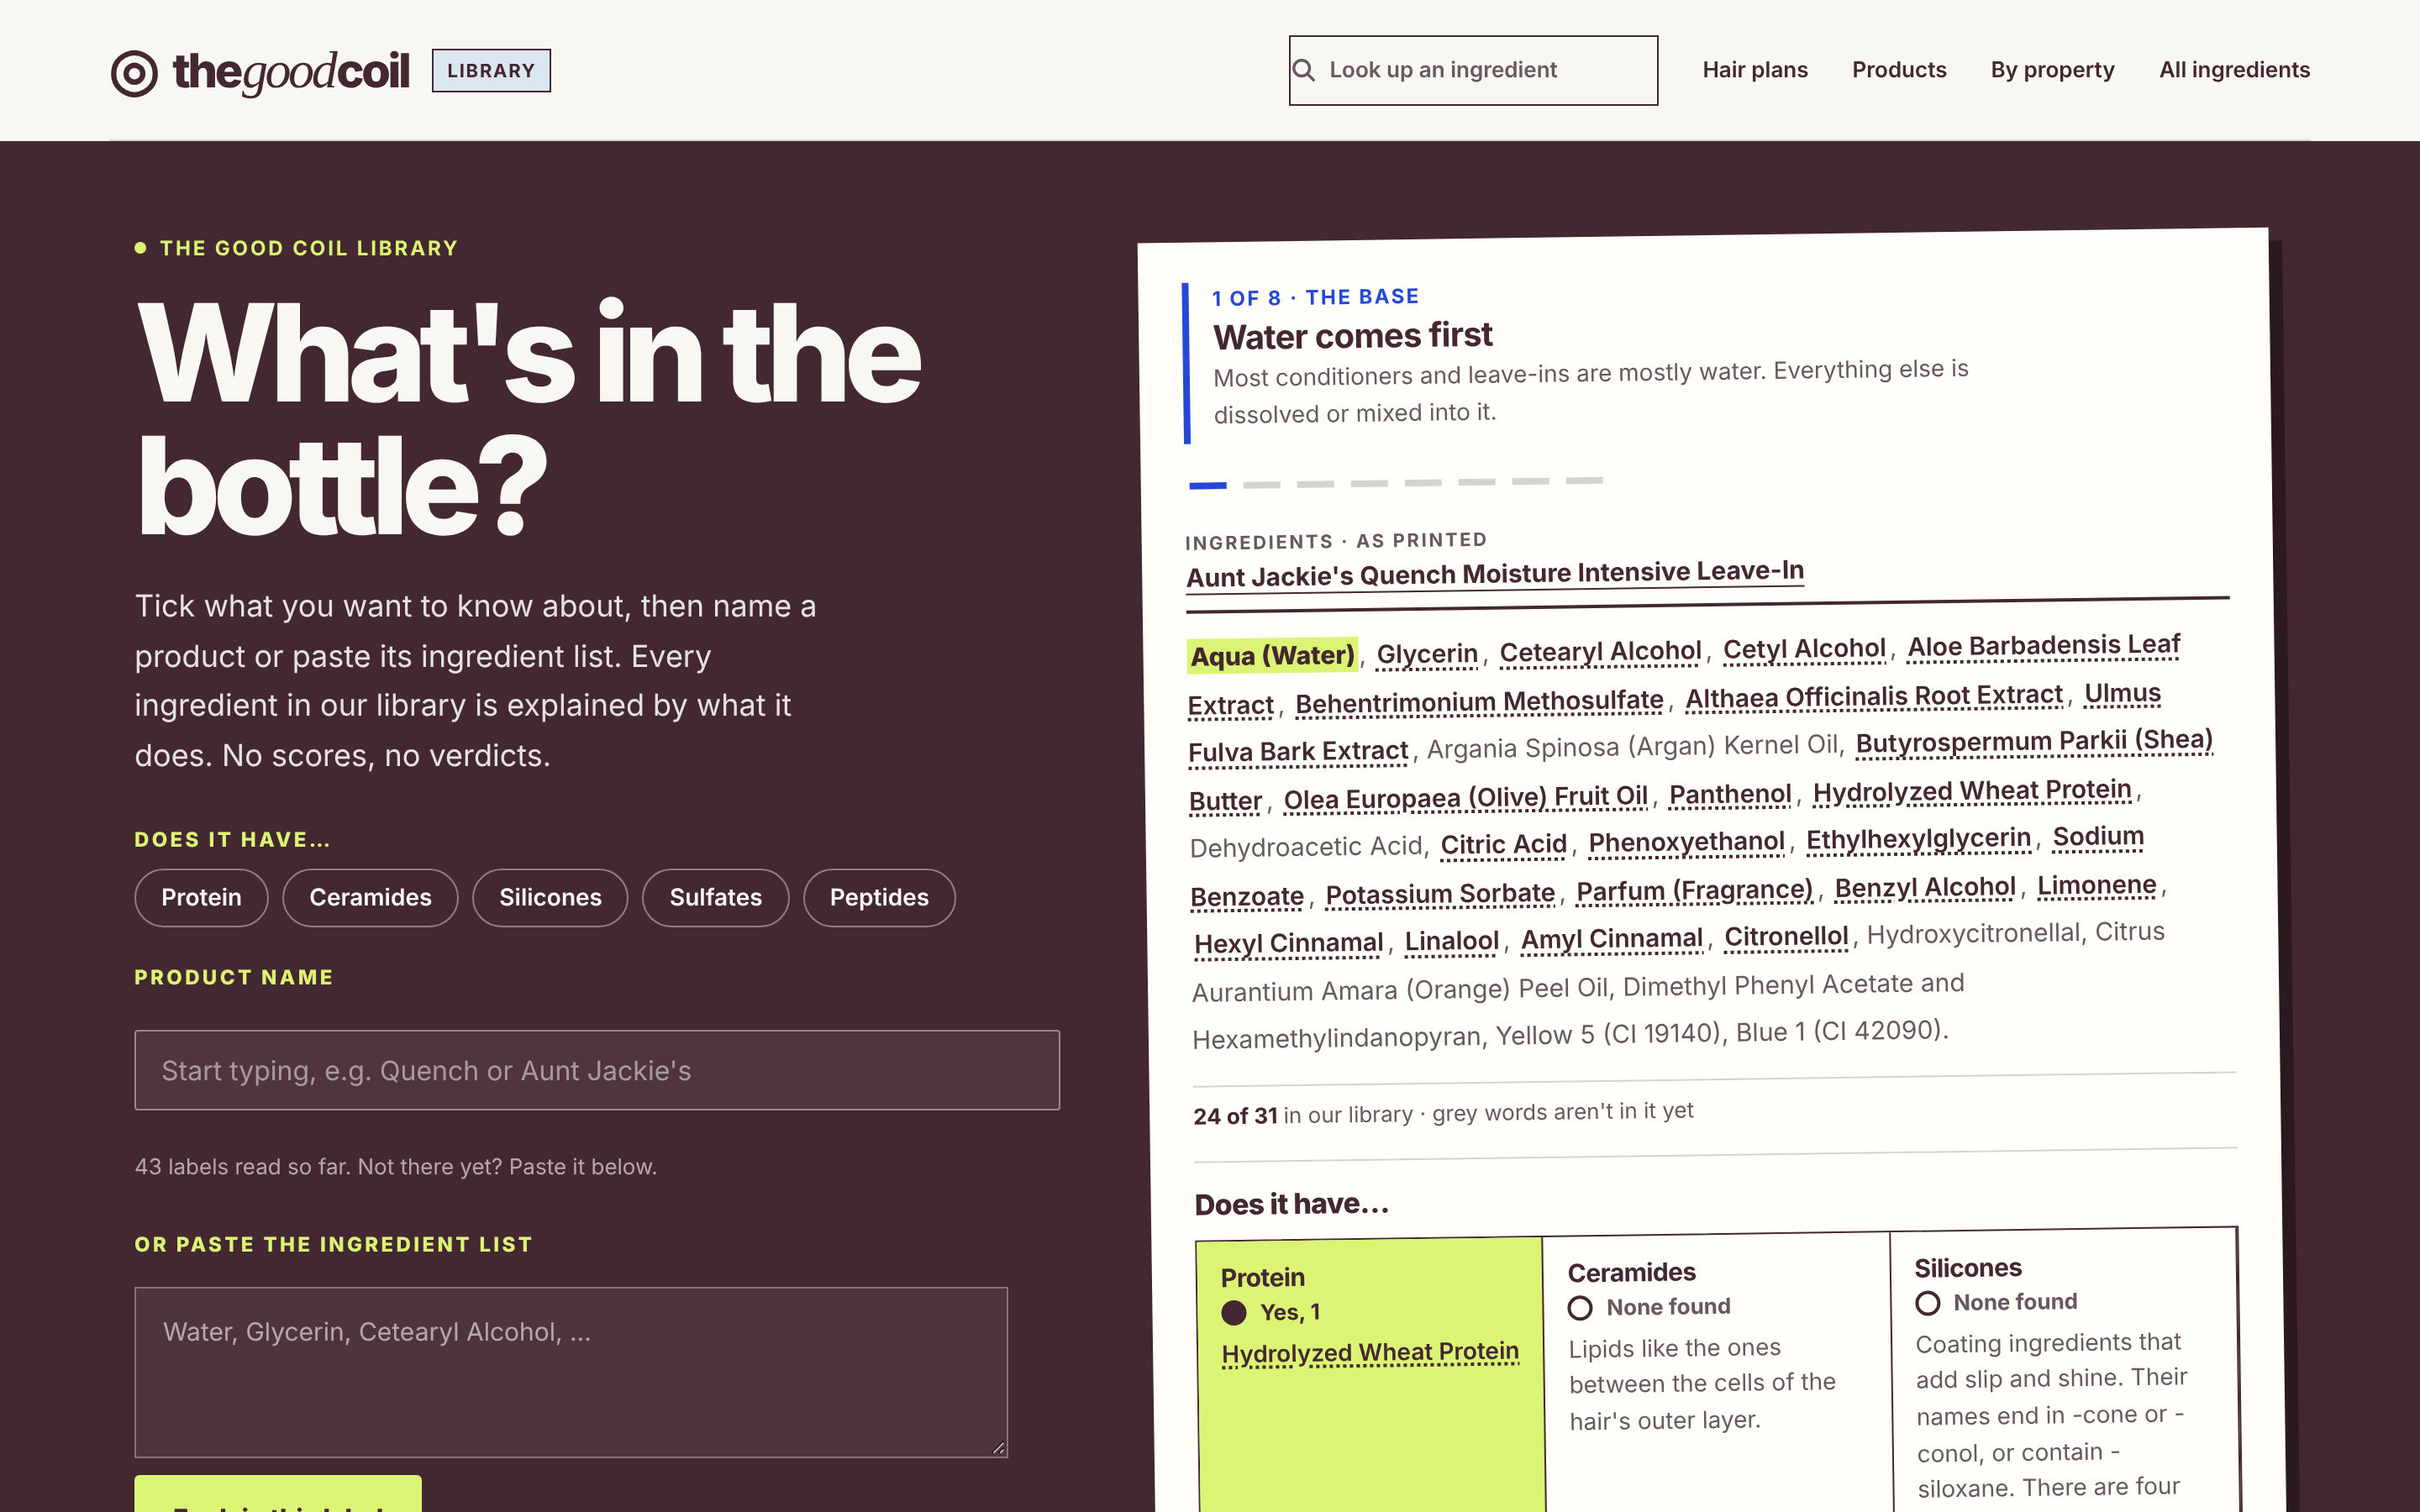 thegoodcoil
LIBRARY
Look up an ingredient
Hair plans
Products
By property
All ingredients
THE GOOD COIL LIBRARY
What's in the
bottle?
Tick what you want to know about, then name a
product or paste its ingredient list. Every
ingredient in our library is explained by what it
does. No scores, no verdicts.
DOES IT HAVE...
Protein
Ceramides
Silicones
Sulfates
Peptides
PRODUCT NAME
Start typing, e.g. Quench or Aunt Jackie's
43 labels read so far. Not there yet? Paste it below.
OR PASTE THE INGREDIENT LIST
Water, Glycerin, Cetearyl Alcohol, ...
1 OF 8 · THE BASE
Water comes first
Most conditioners and leave-ins are mostly water. Everything else is
dissolved or mixed into it.
INGREDIENTS · AS PRINTED
Aunt Jackie's Quench Moisture Intensive Leave-In
Aqua (Water), Glycerin, Cetearyl Alcohol, Cetyl Alcohol, Aloe Barbadensis Leaf
Extract, Behentrimonium Methosulfate, Althaea Officinalis Root Extract, Ulmus
Fulva Bark Extract, Argania Spinosa (Argan) Kernel Oil, Butyrospermum Parkii (Shea)
Butter, Olea Europaea (Olive) Fruit Oil, Panthenol, Hydrolyzed Wheat Protein,
Dehydroacetic Acid, Citric Acid, Phenoxyethanol, Ethylhexylglycerin, Sodium
Benzoate, Potassium Sorbate, Parfum (Fragrance), Benzyl Alcohol, Limonene,
Hexyl Cinnamal, Linalool, Amyl Cinnamal, Citronellol, Hydroxycitronellal, Citrus
Aurantium Amara (Orange) Peel Oil, Dimethyl Phenyl Acetate and
Hexamethylindanopyran, Yellow 5 (CI 19140), Blue 1 (CI 42090).
24 of 31 in our library · grey words aren't in it yet
Does it have...
Protein
Yes, 1
Hydrolyzed Wheat Protein
Ceramides
None found
Lipids like the ones
between the cells of the
hair's outer layer.
Silicones
None found
Coating ingredients that
add slip and shine. Their
names end in -cone or -
conol, or contain -
siloxane. There are four